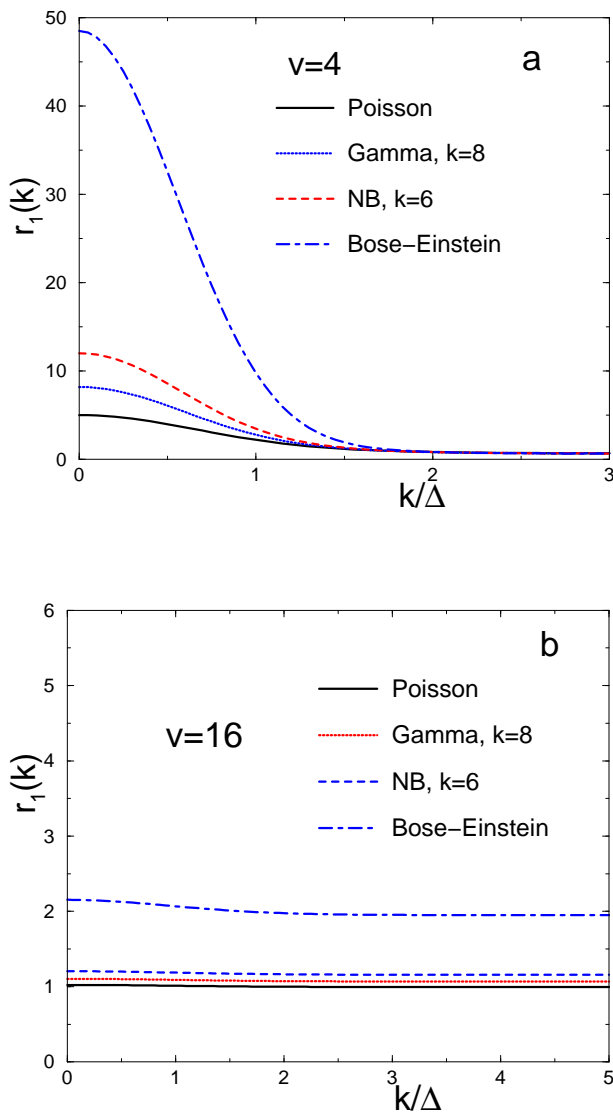 50
v=4
a
Poisson
40
Gamma, k=8
30
NB, k=6
r₁(k)
Bose−Einstein
20
10
0
0
1
2
3
k/Δ
6
b
5
Poisson
4
v=16
Gamma, k=8
r₁(k)
3
NB, k=6
Bose−Einstein
2
1
0
0
1
2
3
4
5
k/Δ